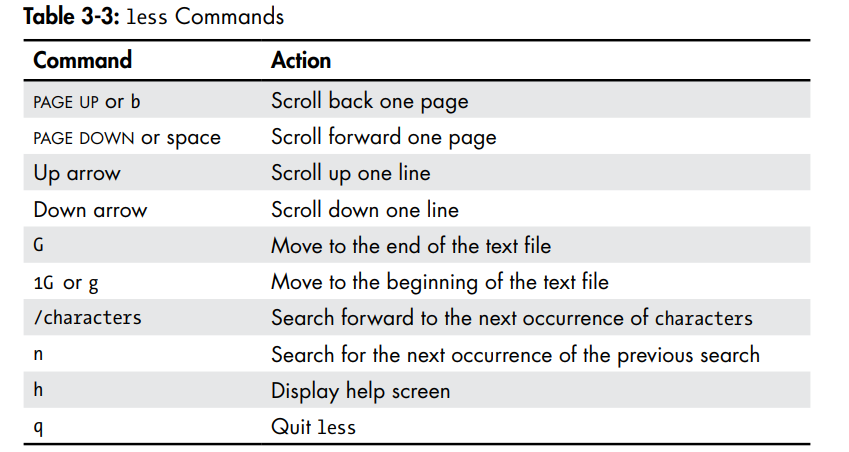 Table 3-3: less Commands
Command Action
PAGE UP or b Scroll back one page
PAGE DOWN or space Scroll forward one page
Up arrow Scroll up one line
Down arrow Scroll down one line
G Move to the end of the text file
1G or g Move to the beginning of the text file
/characters Search forward to the next occurrence of characters
n Search for the next occurrence of the previous search
h Display help screen
q Quit less